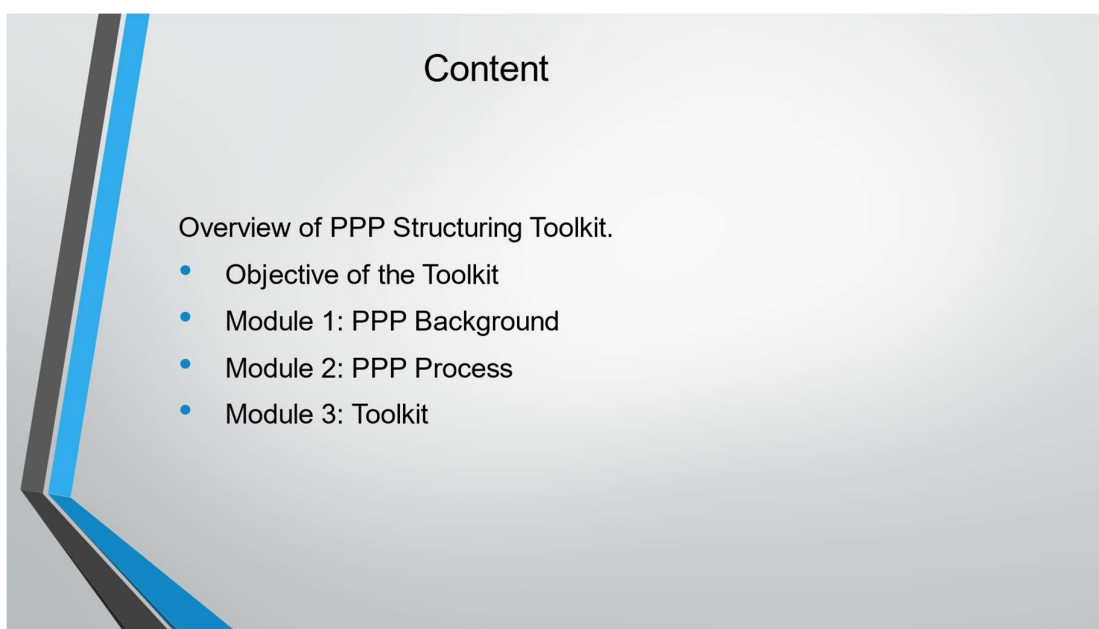 Content
Overview of PPP Structuring Toolkit.
• Objective of the Toolkit
• Module 1: PPP Background
• Module 2: PPP Process
• Module 3: Toolkit